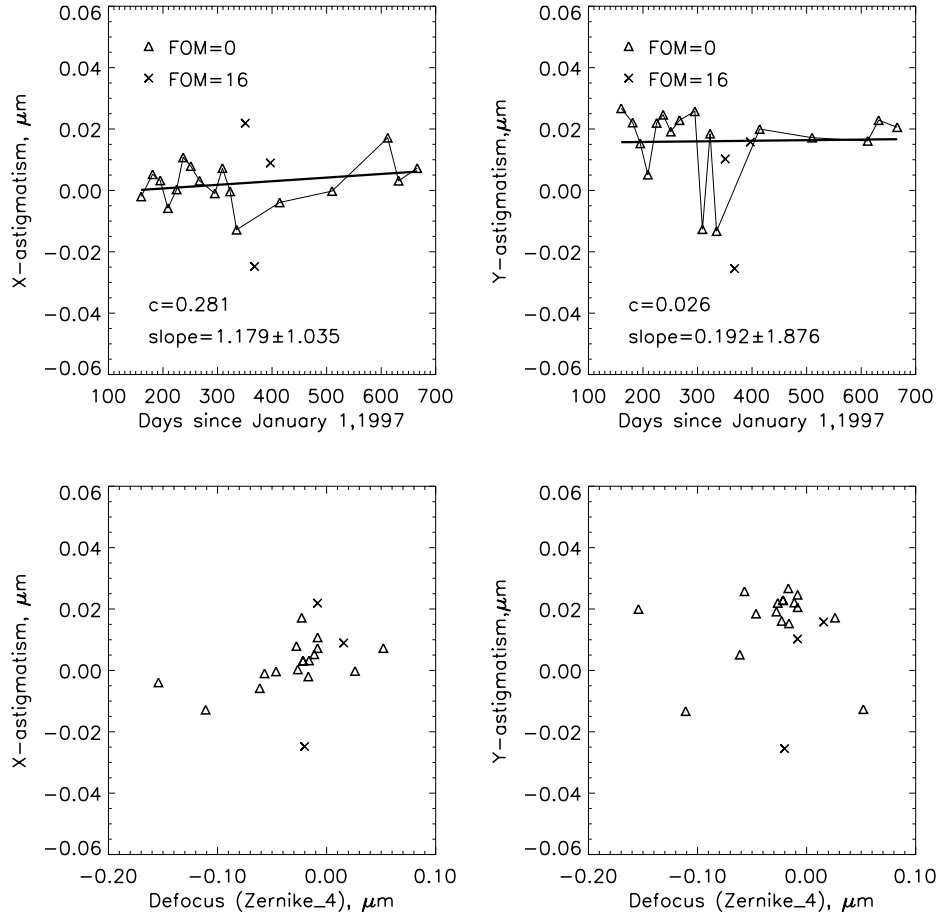 0.06
0.04
0.02
0.00
−0.02
−0.04
−0.06
X−astigmatism, μm
△ FOM=0
× FOM=16
c=0.281
slope=1.179±1.035
100 200 300 400 500 600 700
Days since January 1,1997
0.06
0.04
0.02
0.00
−0.02
−0.04
−0.06
Y−astigmatism,μm
△ FOM=0
× FOM=16
c=0.026
slope=0.192±1.876
100 200 300 400 500 600 700
Days since January 1,1997
0.06
0.04
0.02
0.00
−0.02
−0.04
−0.06
X−astigmatism, μm
−0.20 −0.10 0.00 0.10
Defocus (Zernike_4), μm
0.06
0.04
0.02
0.00
−0.02
−0.04
−0.06
Y−astigmatism,μm
−0.20 −0.10 0.00 0.10
Defocus (Zernike_4), μm